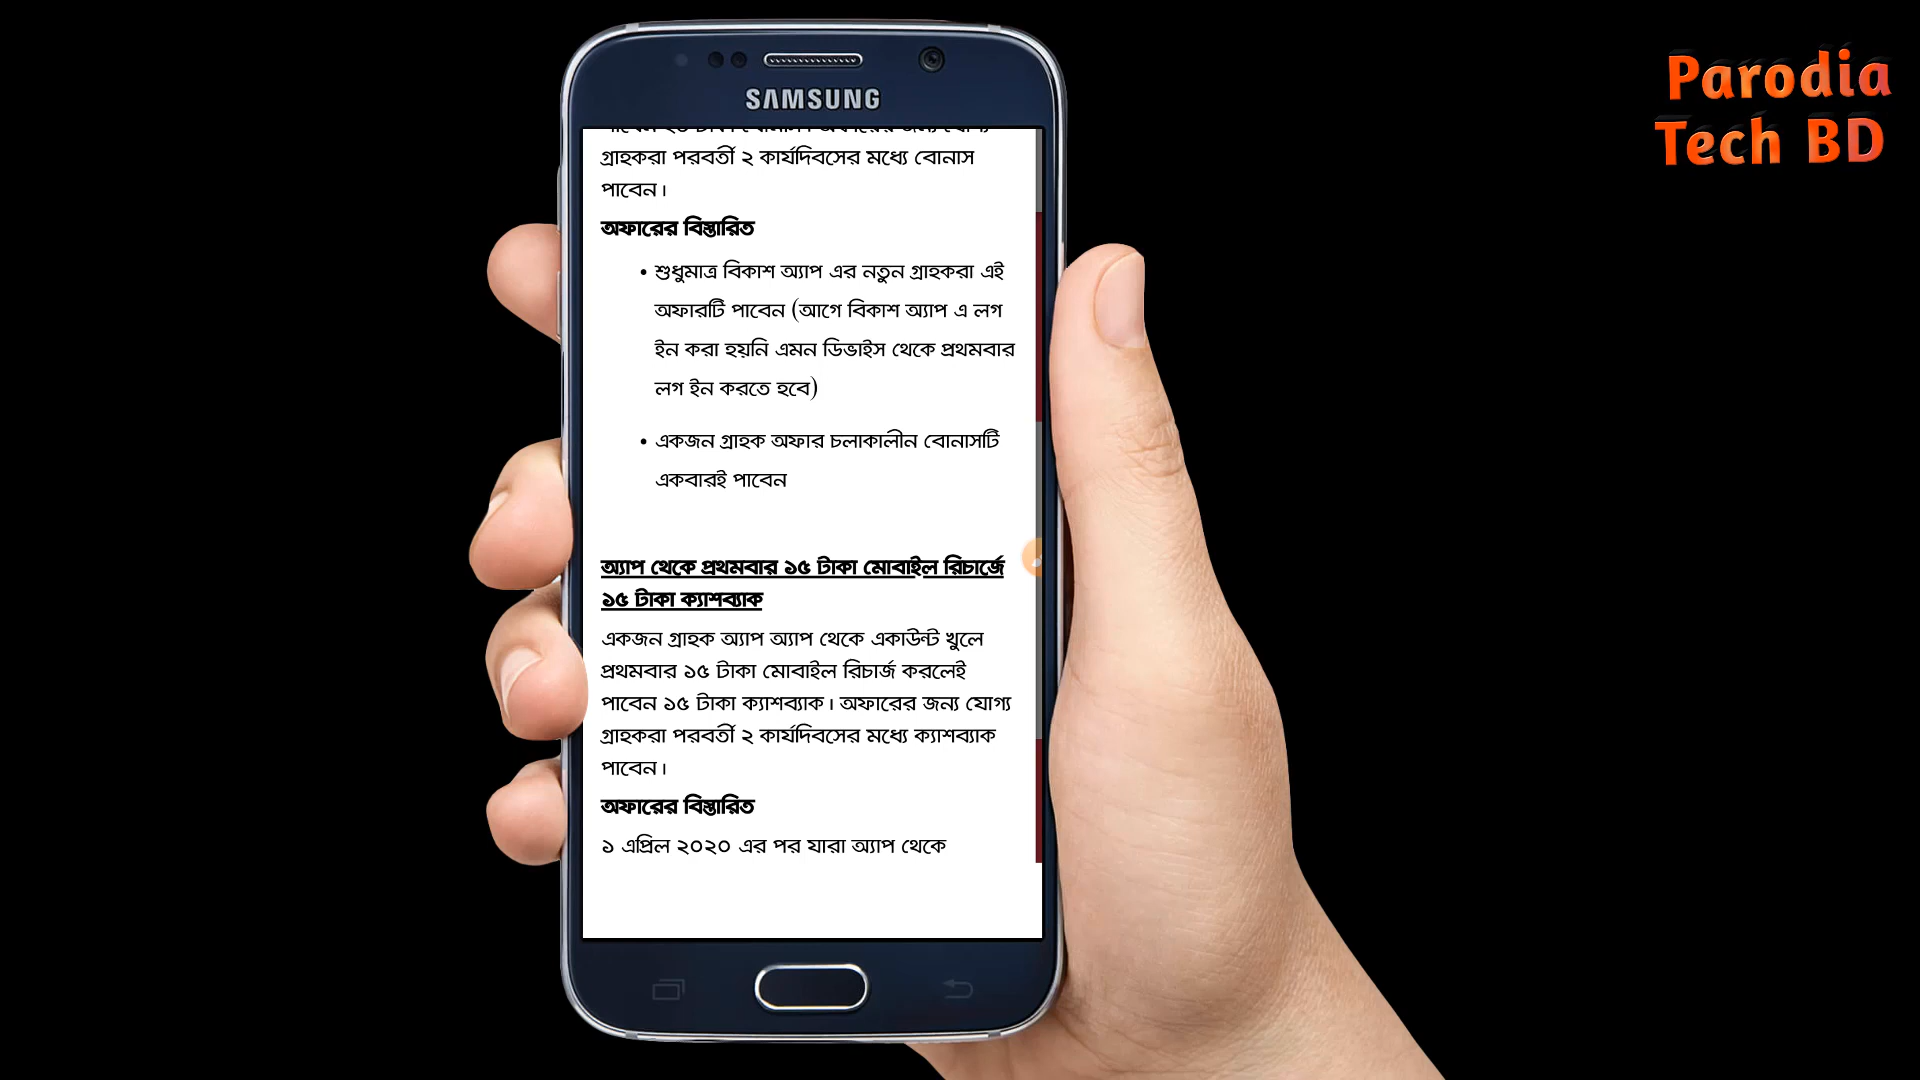 Parodia
Tech BD
SAMSUNG
গ্রাহকরা পরবর্তী ২ কার্যদিবসের মধ্যে বোনাস
পাবেন।
অফারের বিস্তারিত
• শুধুমাত্র বিকাশ অ্যাপ এর নতুন গ্রাহকরা এই
অফারটি পাবেন (আগে বিকাশ অ্যাপ এ লগ
ইন করা হয়নি এমন ডিভাইস থেকে প্রথমবার
লগ ইন করতে হবে)
• একজন গ্রাহক অফার চলাকালীন বোনাসটি
একবারই পাবেন
অ্যাপ থেকে প্রথমবার ১৫ টাকা মোবাইল রিচার্জে
১৫ টাকা ক্যাশব্যাক
একজন গ্রাহক অ্যাপ অ্যাপ থেকে একাউন্ট খুলে
প্রথমবার ১৫ টাকা মোবাইল রিচার্জ করলেই
পাবেন ১৫ টাকা ক্যাশব্যাক। অফারের জন্য যোগ্য
গ্রাহকরা পরবর্তী ২ কার্যদিবসের মধ্যে ক্যাশব্যাক
পাবেন।
অফারের বিস্তারিত
১ এপ্রিল ২০২০ এর পর যারা অ্যাপ থেকে